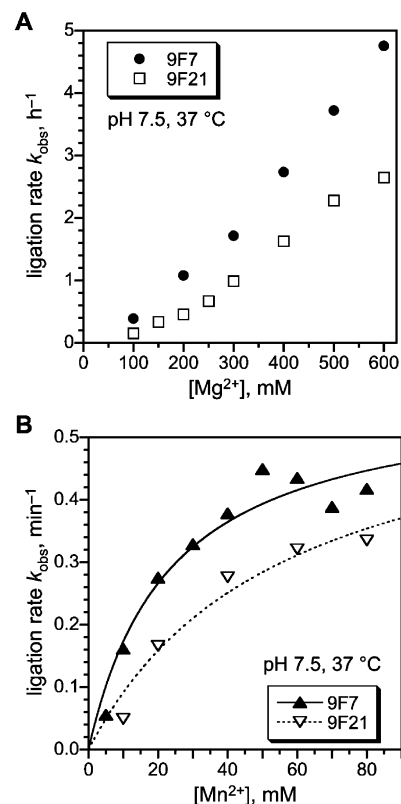 A
5
4
3
2
1
0
ligation rate kobs, h–1
9F7
9F21
pH 7.5, 37 °C
0 100 200 300 400 500 600
[Mg2+], mM
B
0.5
0.4
0.3
0.2
0.1
0.0
ligation rate kobs, min–1
pH 7.5, 37 °C
9F7
9F21
0 20 40 60 80
[Mn2+], mM